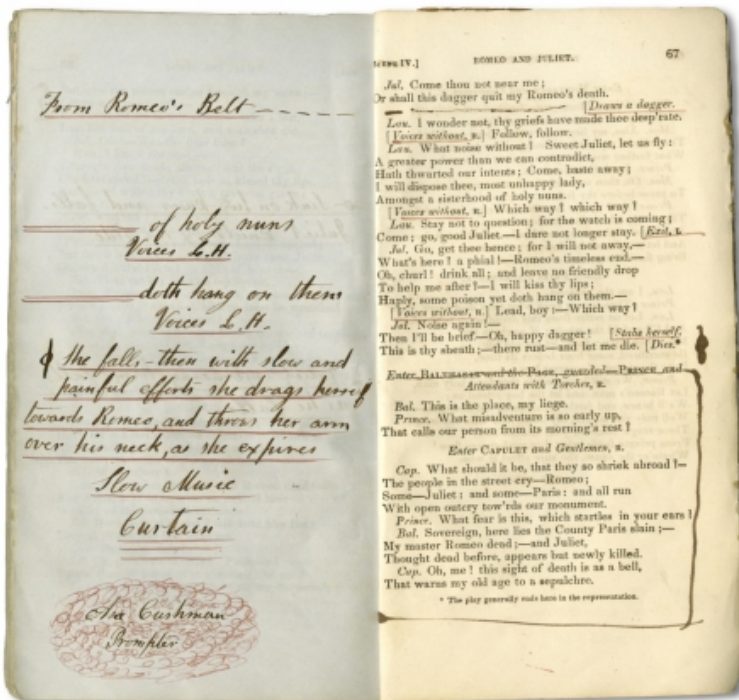 From Romeo's Belt
of holy nuns
Voices L.H.
doth hang on them
Voices L.H.
She falls – then with slow and
painful efforts she drags herself
towards Romeo, and throws her arm
over his neck, as she expires
Slow Music
Curtain
Asa Cushman
Prompter
SCENE IV.] ROMEO AND JULIET. 67
Jul. Come thou not near me;
Or shall this dagger quit my Romeo's death.
[Draws a dagger.
Lau. I wonder not, thy griefs have made thee desp'rate.
[Voices without, R.] Follow, follow.
Lau. What noise without? Sweet Juliet, let us fly:
A greater power than we can contradict,
Hath thwarted our intents; Come, haste away;
I will dispose thee, most unhappy lady,
Amongst a sisterhood of holy nuns.
[Voices without, R.] Which way? which way?
Lau. Stay not to question; for the watch is coming;
Come; go, good Juliet.—I dare not longer stay. [Exit, L.
Jul. Go, get thee hence; for I will not away.—
What's here? a phial!—Romeo's timeless end.—
Oh, churl! drink all; and leave no friendly drop
To help me after?—I will kiss thy lips;
Haply, some poison yet doth hang on them.—
[Voices without, R.] Lead, boy:—Which way?
Jul. Noise again!—
Then I'll be brief—Oh, happy dagger! [Stabs herself.
This is thy sheath;—there rust—and let me die. [Dies.*
Enter BALTHASAR and the PAGE, guarded—PRINCE and
Attendants with Torches, R.
Bal. This is the place, my liege.
Prince. What misadventure is so early up,
That calls our person from its morning's rest?
Enter CAPULET and Gentlemen, R.
Cap. What should it be, that they so shriek abroad?—
The people in the street cry—Romeo;
Some—Juliet: and some—Paris: and all run
With open outcry tow'rds our monument.
Prince. What fear is this, which startles in your ears?
Bal. Sovereign, here lies the County Paris slain;—
My master Romeo dead;—and Juliet,
Thought dead before, appears but newly killed.
Cap. Oh, me! this sight of death is as a bell,
That warns my old age to a sepulchre.
* The play generally ends here in the representation.